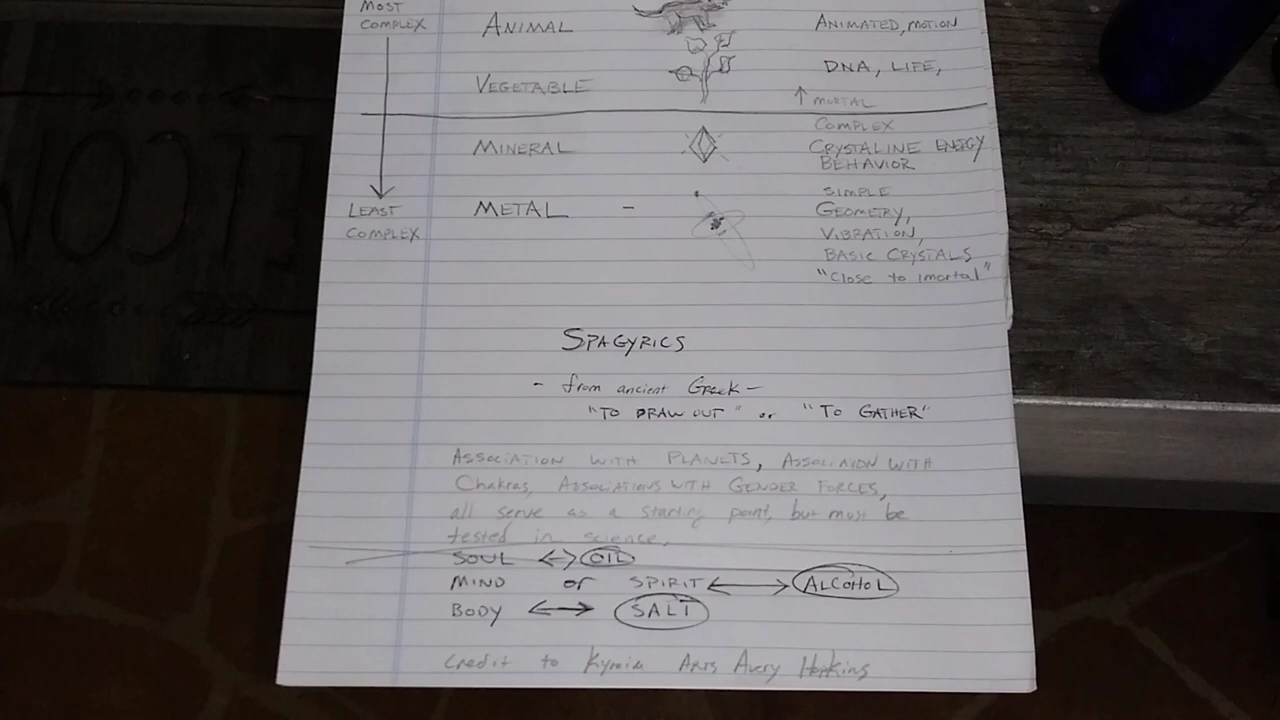 MOST
COMPLEX
ANIMAL
ANIMATED, MOTION
VEGETABLE
DNA, LIFE,
↑ MORTAL
MINERAL
COMPLEX
CRYSTALINE ENERGY
BEHAVIOR
LEAST
COMPLEX
METAL -
SIMPLE
GEOMETRY,
VIBRATION,
BASIC CRYSTALS
"Close to imortal"
SPAGYRICS
- from ancient Greek -
"TO DRAW OUT" or "TO GATHER"
ASSOCIATION WITH PLANETS, ASSOCIAION WITH
Chakras, ASSOCIATIONS WITH GENDER FORCES,
all serve as a starting point, but must be
tested in science.
SOUL <-> OIL
MIND or SPIRIT <-> ALCOHOL
BODY <-> SALT
Credit to Kymia Arts Avery Hopkins